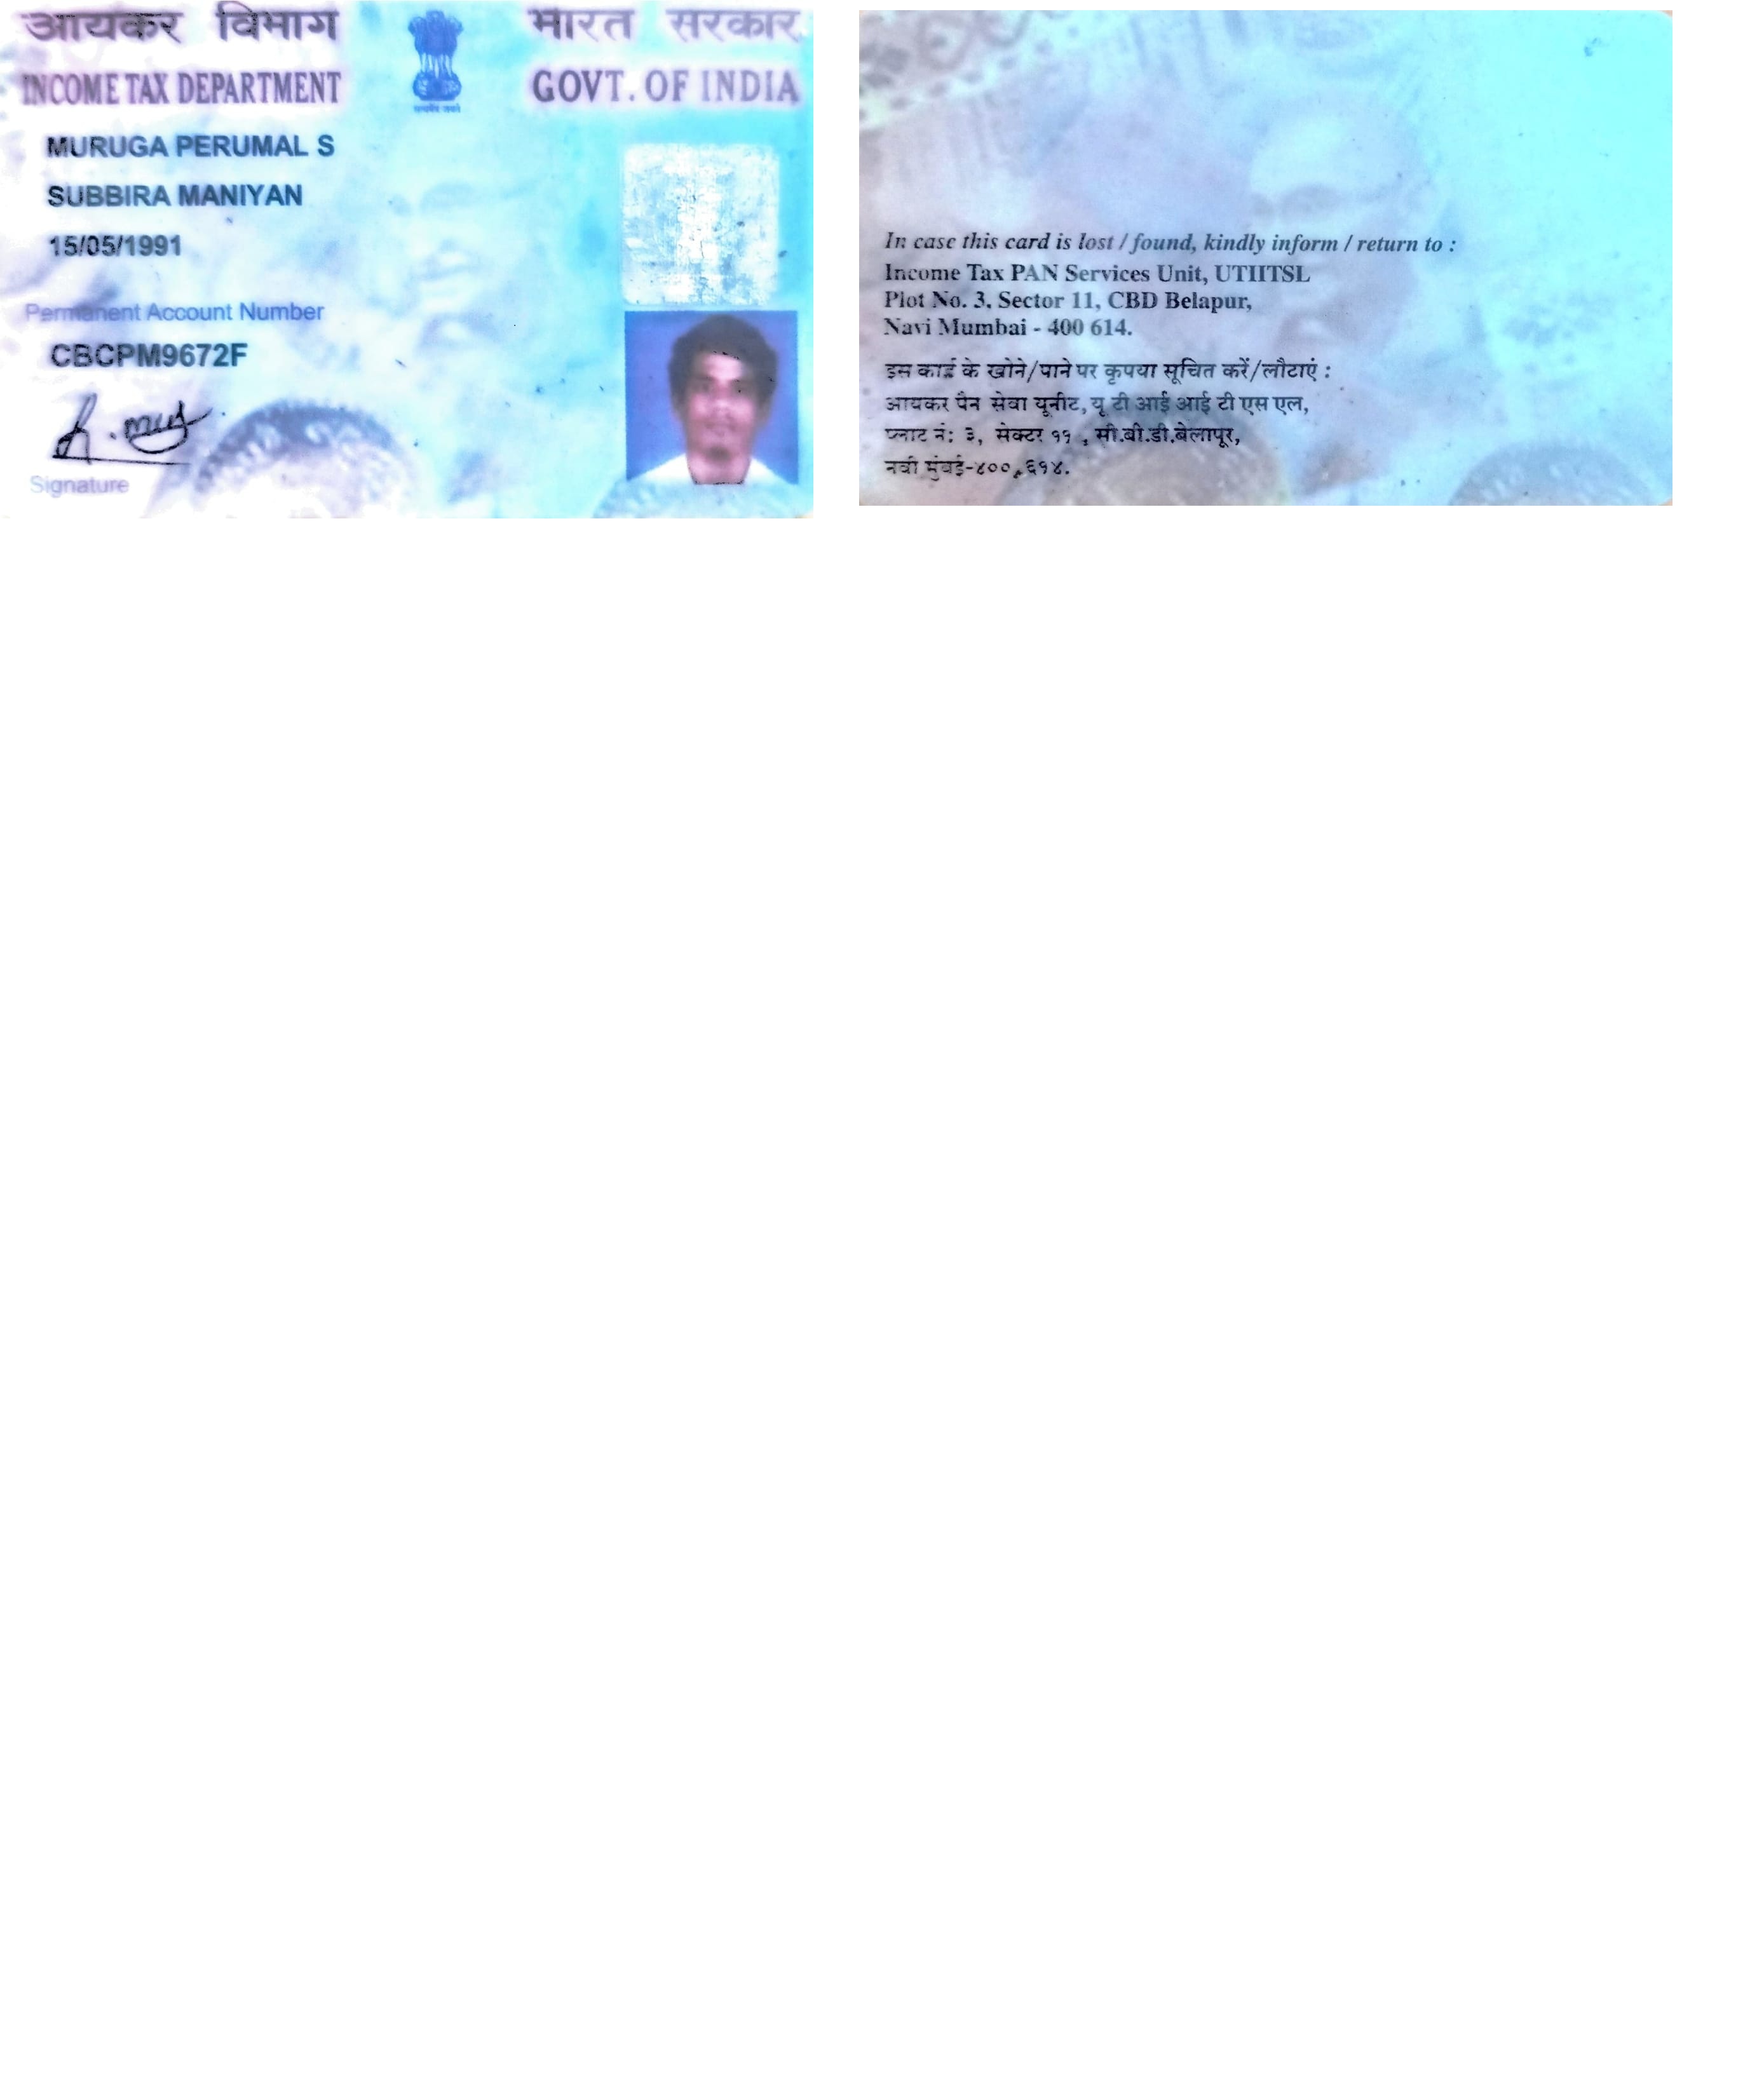 आयकर विभाग
INCOME TAX DEPARTMENT
भारत सरकार
GOVT. OF INDIA
सत्यमेव जयते
MURUGA PERUMAL S
SUBBIRA MANIYAN
15/05/1991
Permanent Account Number
CBCPM9672F
Signature
In case this card is lost / found, kindly inform / return to :
Income Tax PAN Services Unit, UTIITSL
Plot No. 3, Sector 11, CBD Belapur,
Navi Mumbai - 400 614.
इस कार्ड के खोने/पाने पर कृपया सूचित करें/लौटाएं :
आयकर पैन सेवा यूनीट, यू टी आई आई टी एस एल,
प्लाट नं: ३, सेक्टर ११ , सी.बी.डी.बेलापूर,
नवी मुंबई-४०० ६१४.